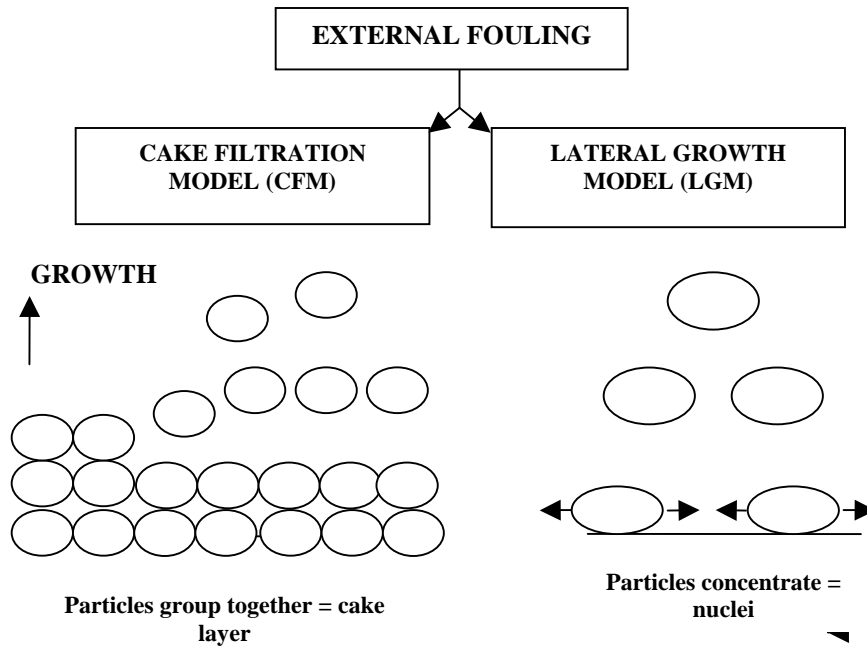 EXTERNAL FOULING
CAKE FILTRATION
MODEL (CFM)
LATERAL GROWTH
MODEL (LGM)
GROWTH
Particles group together = cake
layer
Particles concentrate =
nuclei